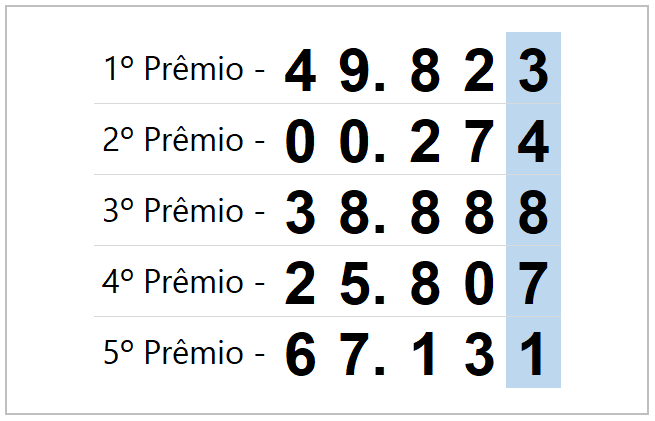 1º Prêmio - 4 9. 8 2 3
2º Prêmio - 0 0. 2 7 4
3º Prêmio - 3 8. 8 8 8
4º Prêmio - 2 5. 8 0 7
5º Prêmio - 6 7. 1 3 1